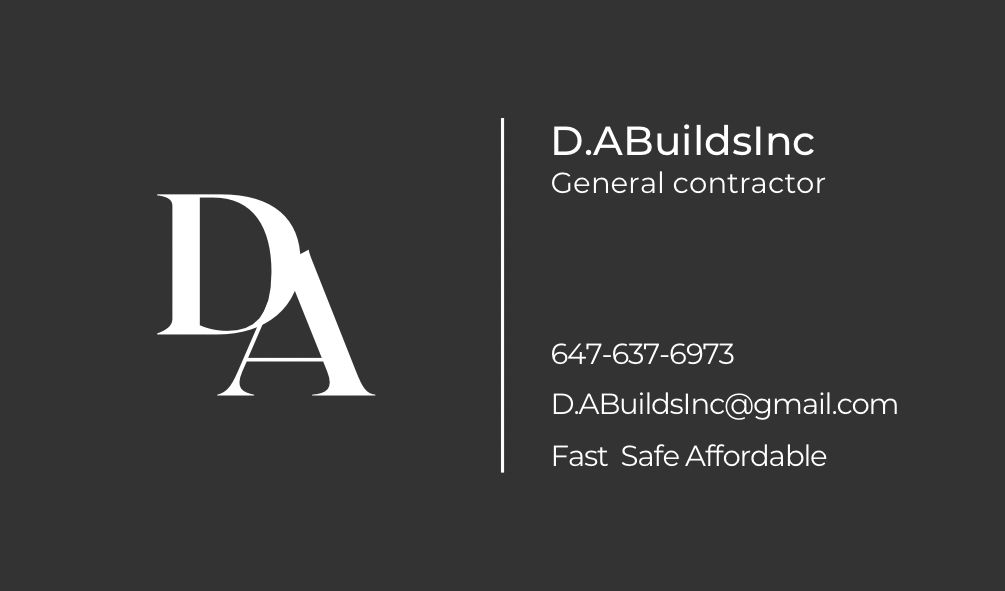 DA
D.ABuildsInc
General contractor
647-637-6973
D.ABuildsInc@gmail.com
Fast  Safe Affordable